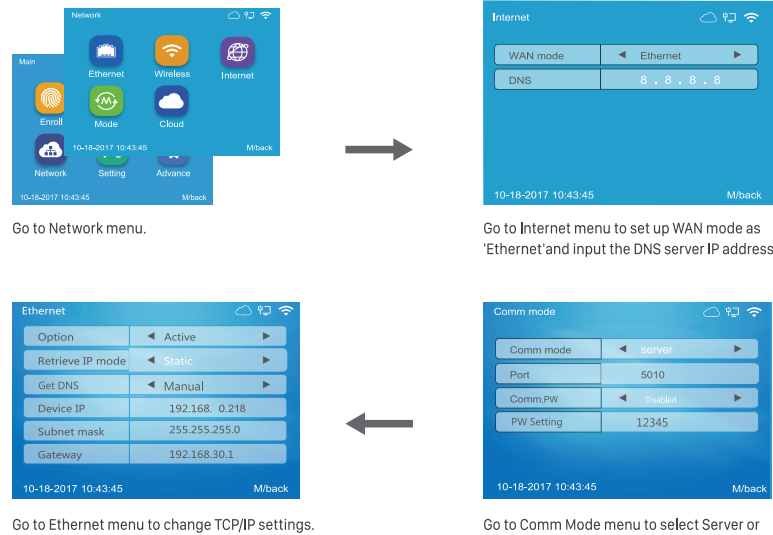 Network
Ethernet
Wireless
Internet
Mode
Cloud
10-18-2017 10:43:45
M/back
Main
Enroll
Network
Setting
Advance
10-18-2017 10:43:45
M/back
Go to Network menu.
Internet
WAN mode
Ethernet
DNS
8 . 8 . 8 . 8
10-18-2017 10:43:45
M/back
Go to Internet menu to set up WAN mode as
'Ethernet'and input the DNS server IP address
Ethernet
Option
Active
Retrieve IP mode
Static
Get DNS
Manual
Device IP
192.168. 0.218
Subnet mask
255.255.255.0
Gateway
192.168.30.1
10-18-2017 10:43:45
M/back
Go to Ethernet menu to change TCP/IP settings.
Comm mode
Comm mode
server
Port
5010
Comm.PW
Disabled
PW Setting
12345
10-18-2017 10:43:45
M/back
Go to Comm Mode menu to select Server or